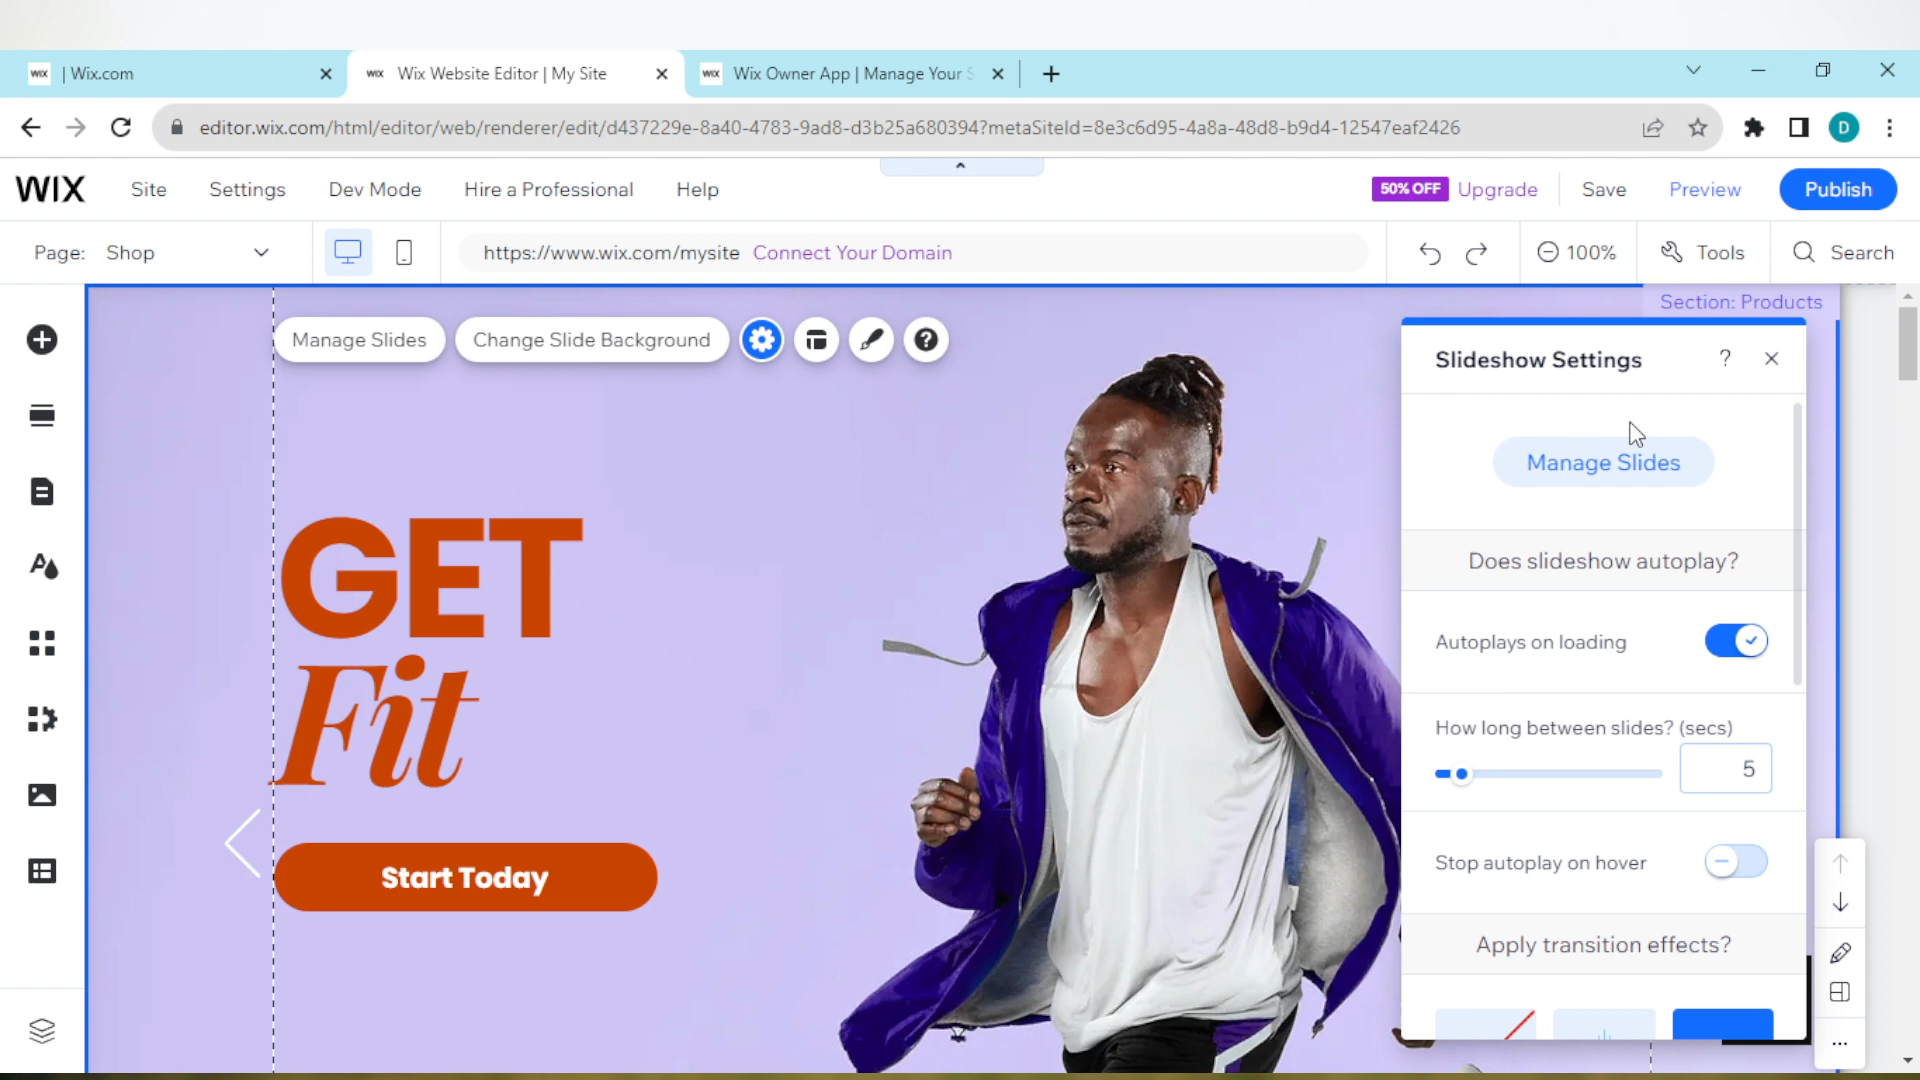 WIX | Wix.com
WIX Wix Website Editor | My Site
WIX Wix Owner App | Manage Your S
editor.wix.com/html/editor/web/renderer/edit/d437229e-8a40-4783-9ad8-d3b25a680394?metaSiteId=8e3c6d95-4a8a-48d8-b9d4-12547eaf2426
D
WIX Site Settings Dev Mode Hire a Professional Help
50% OFF Upgrade Save Preview Publish
Page: Shop
https://www.wix.com/mysite Connect Your Domain
100% Tools Search
Section: Products
Manage Slides Change Slide Background ?
Slideshow Settings ?
Manage Slides
Does slideshow autoplay?
Autoplays on loading
How long between slides? (secs)
5
Stop autoplay on hover
Apply transition effects?
GET
Fit
Start Today